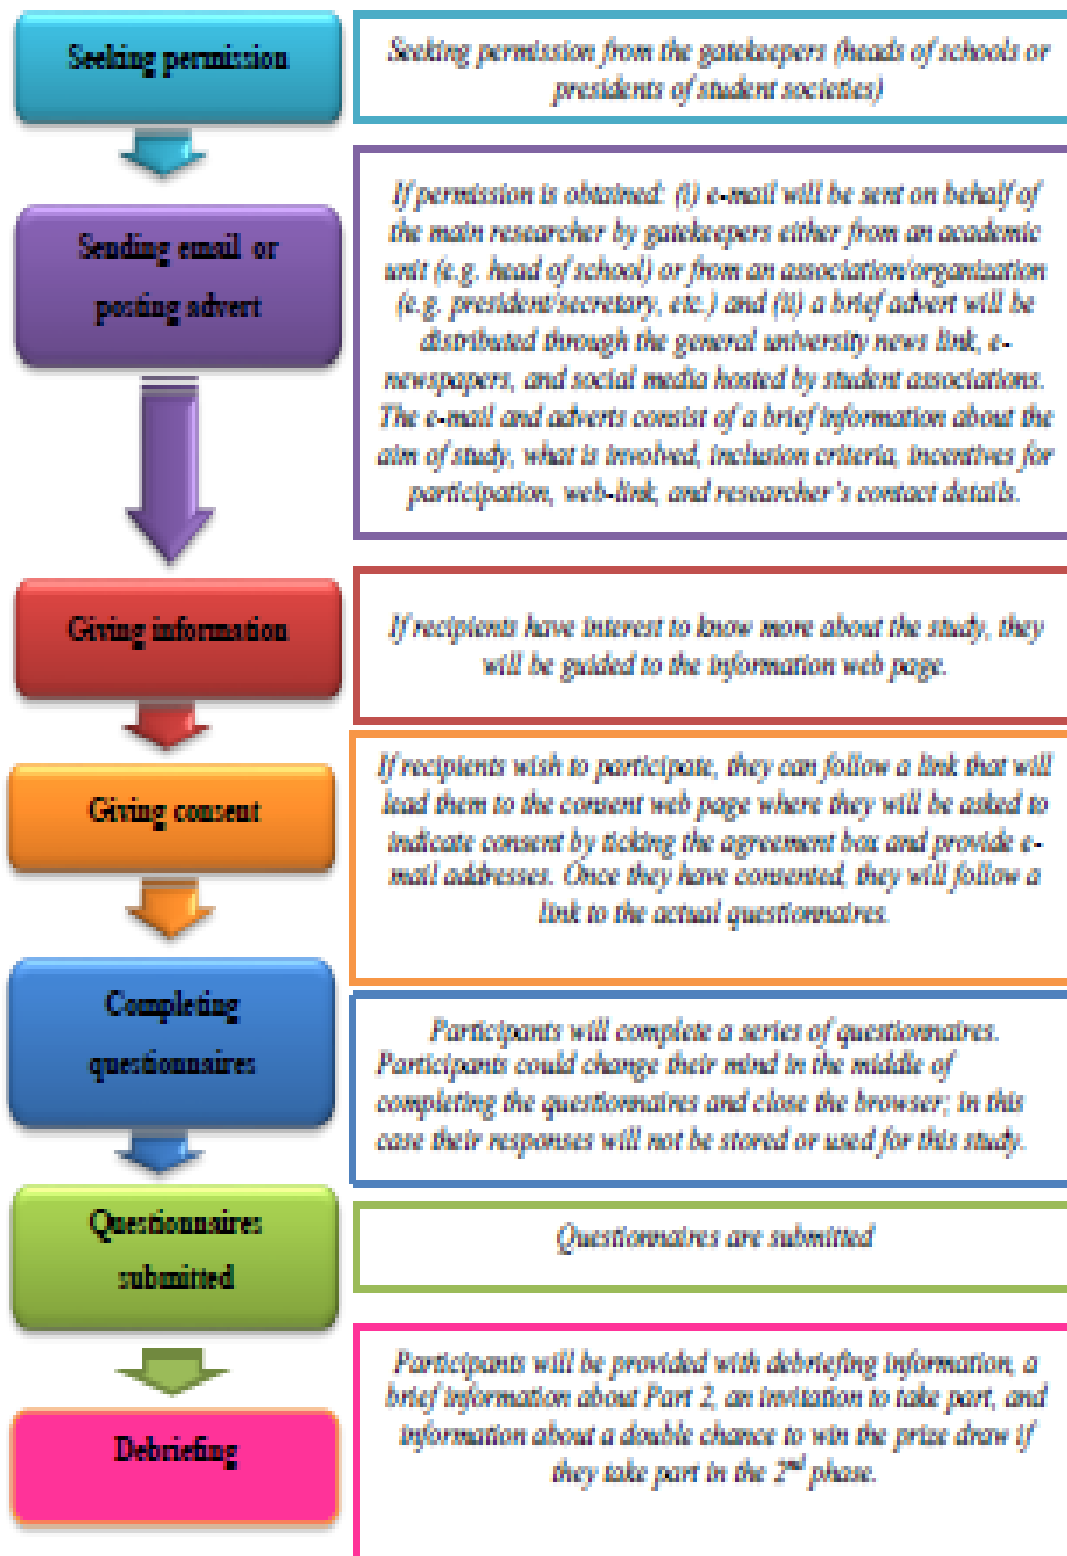 Seeking permission
Seeking permission from the gatekeepers (heads of schools or
presidents of student societies)
Sending email or
posting advert
If permission is obtained: (i) e-mail will be sent on behalf of
the main researcher by gatekeepers either from an academic
unit (e.g. head of school) or from an association/organization
(e.g. president/secretary, etc.) and (ii) a brief advert will be
distributed through the general university news link, e-
newspapers, and social media hosted by student associations.
The e-mail and adverts consist of a brief information about the
aim of study, what is involved, inclusion criteria, incentives for
participation, web-link, and researcher's contact details.
Giving information
If recipients have interest to know more about the study, they
will be guided to the information web page.
Giving consent
If recipients wish to participate, they can follow a link that will
lead them to the consent web page where they will be asked to
indicate consent by ticking the agreement box and provide e-
mail addresses. Once they have consented, they will follow a
link to the actual questionnaires.
Completing
questionnaires
Participants will complete a series of questionnaires.
Participants could change their mind in the middle of
completing the questionnaires and close the browser; in this
case their responses will not be stored or used for this study.
Questionnaires
submitted
Questionnaires are submitted
Debriefing
Participants will be provided with debriefing information, a
brief information about Part 2, an invitation to take part, and
information about a double chance to win the prize draw if
they take part in the 2nd phase.